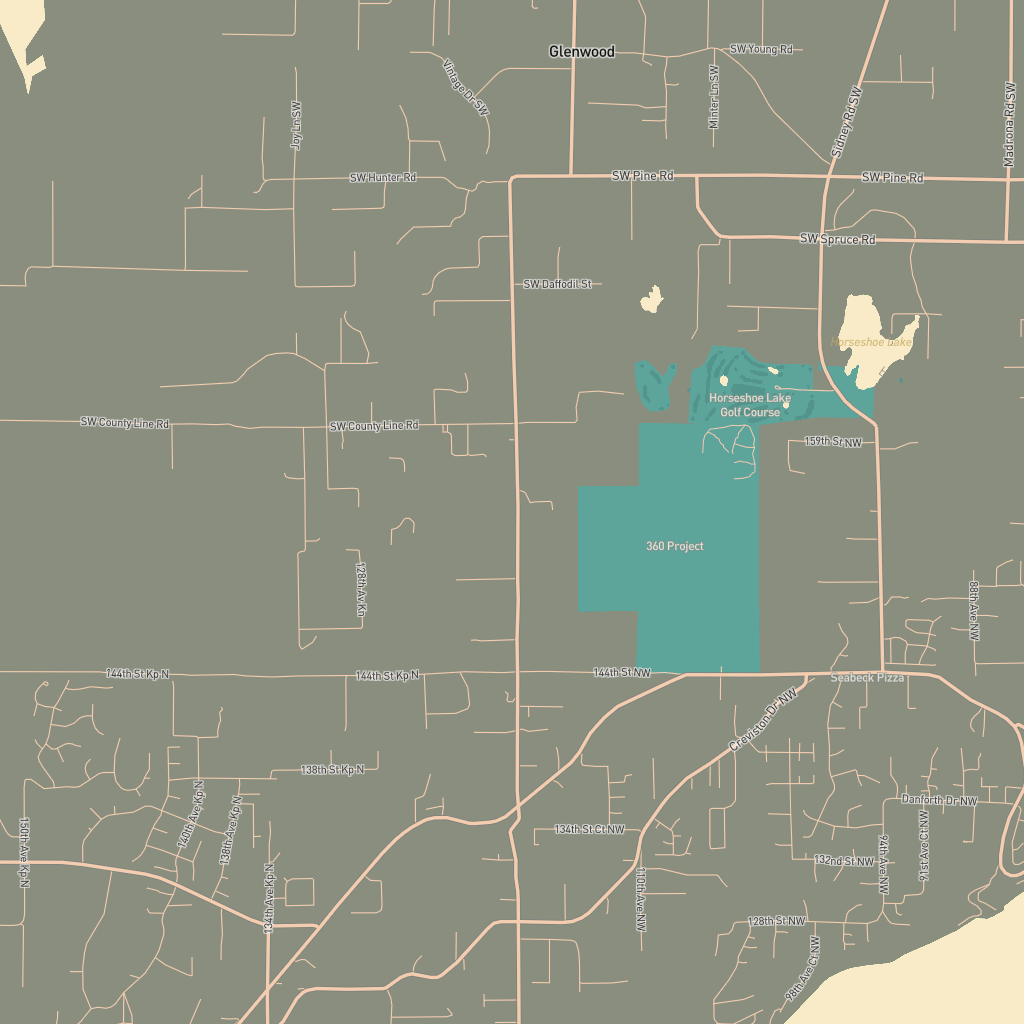 Glenwood
SW Young Rd
Vintage Dr SW
Minter Ln SW
Joy Ln SW
Sidney Rd SW
Madrona Rd SW
SW Hunter Rd
SW Pine Rd
SW Pine Rd
SW Spruce Rd
SW Daffodil St
Horseshoe Lake
Horseshoe Lake
Golf Course
SW County Line Rd
SW County Line Rd
159th St NW
360 Project
128th Av Kn
88th Ave NW
144th St Kp N
144th St Kp N
144th St NW
Seabeck Pizza
Creviston Dr NW
138th St Kp N
Danforth Dr NW
140th Ave Kp N
138th Ave Kp N
150th Ave Kp N
134th St Ct NW
132nd St NW
94th Ave NW
91st Ave Ct NW
134th Ave Kp N
110th Ave NW
128th St NW
98th Ave Ct NW